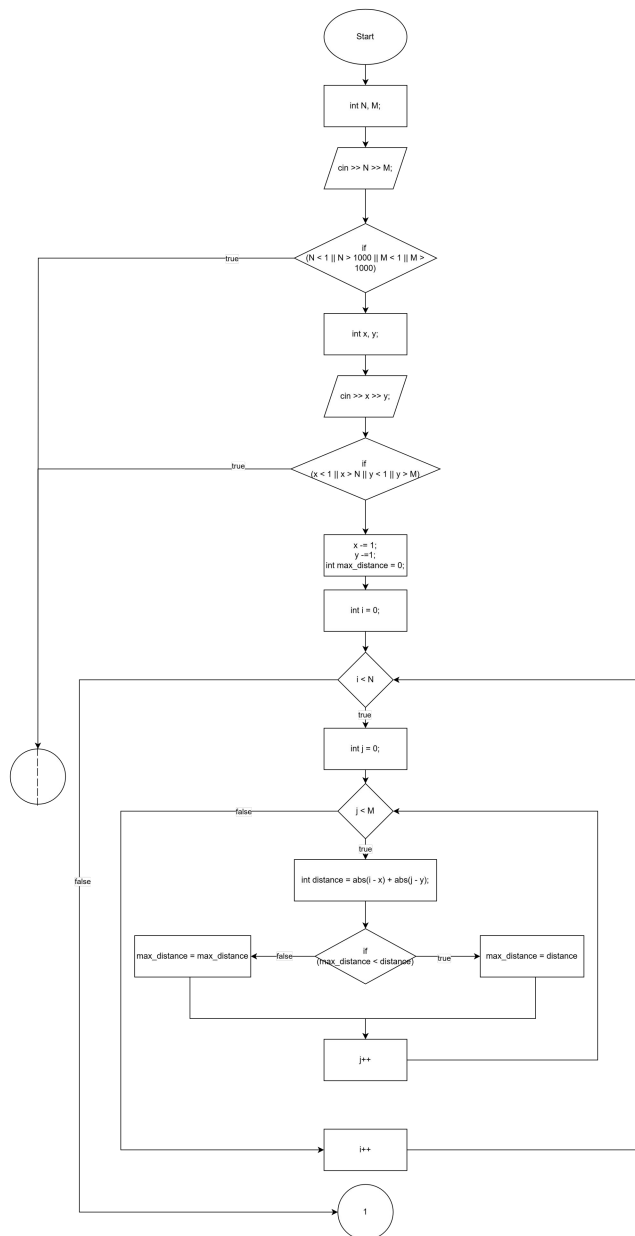 Start
int N, M;
cin >> N >> M;
if
(N < 1 || N > 1000 || M < 1 || M >
1000)
true
int x, y;
cin >> x >> y;
if
(x < 1 || x > N || y < 1 || y > M)
true
x -= 1;
y -=1;
int max_distance = 0;
int i = 0;
i < N
true
int j = 0;
j < M
false
true
false
int distance = abs(i - x) + abs(j - y);
max_distance = max_distance
false
if
(max_distance < distance)
true
max_distance = distance
j++
i++
1